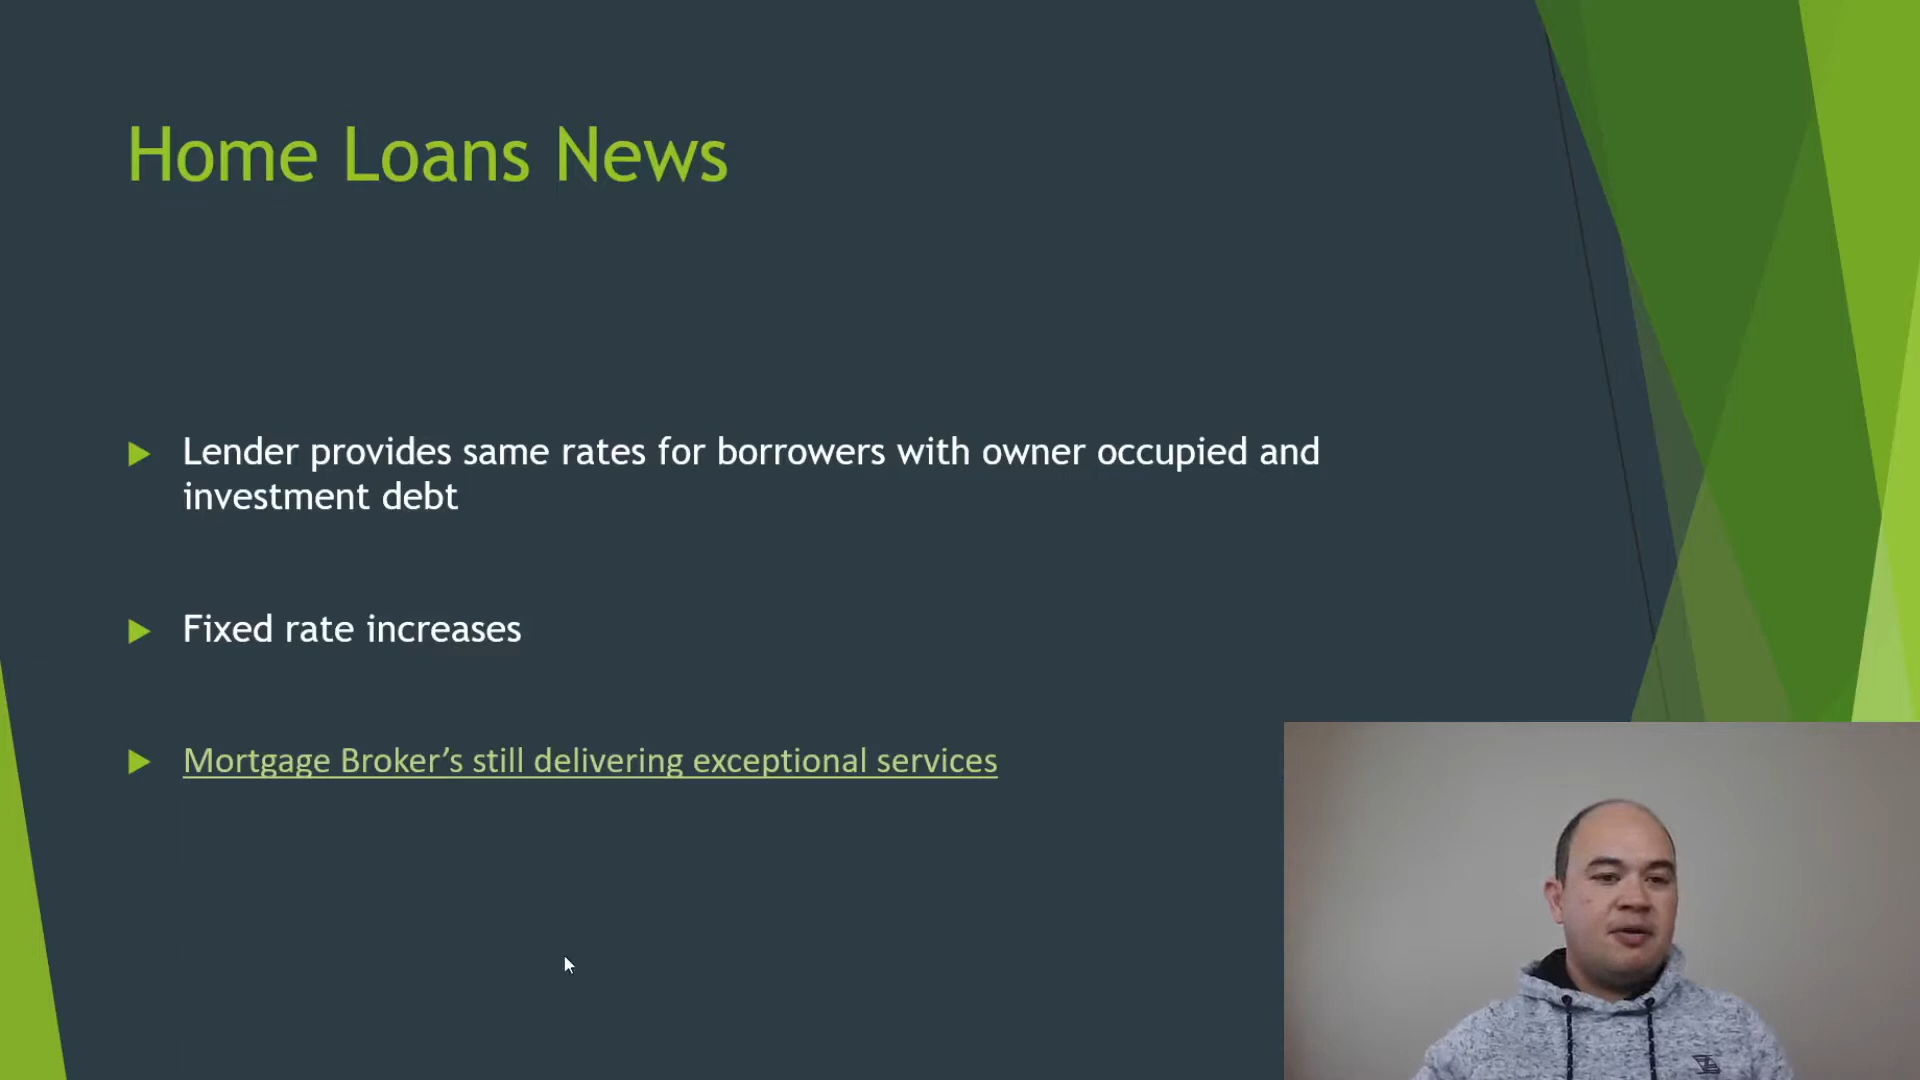 Home Loans News
Lender provides same rates for borrowers with owner occupied and
investment debt
Fixed rate increases
Mortgage Broker’s still delivering exceptional services